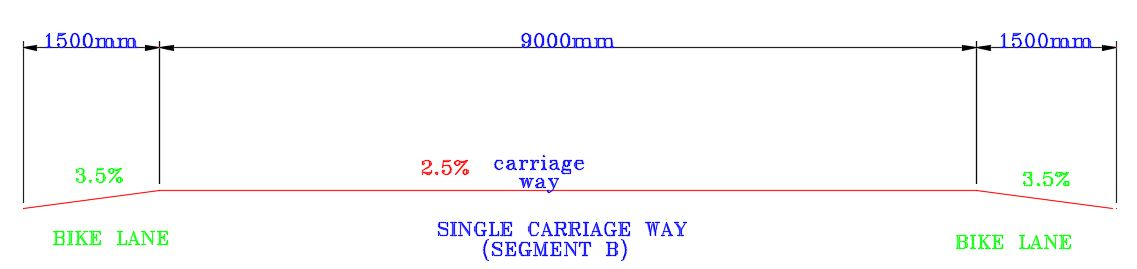 1500mm
9000mm
1500mm
3.5%
2.5%
carriage
way
3.5%
BIKE LANE
SINGLE CARRIAGE WAY
(SEGMENT B)
BIKE LANE